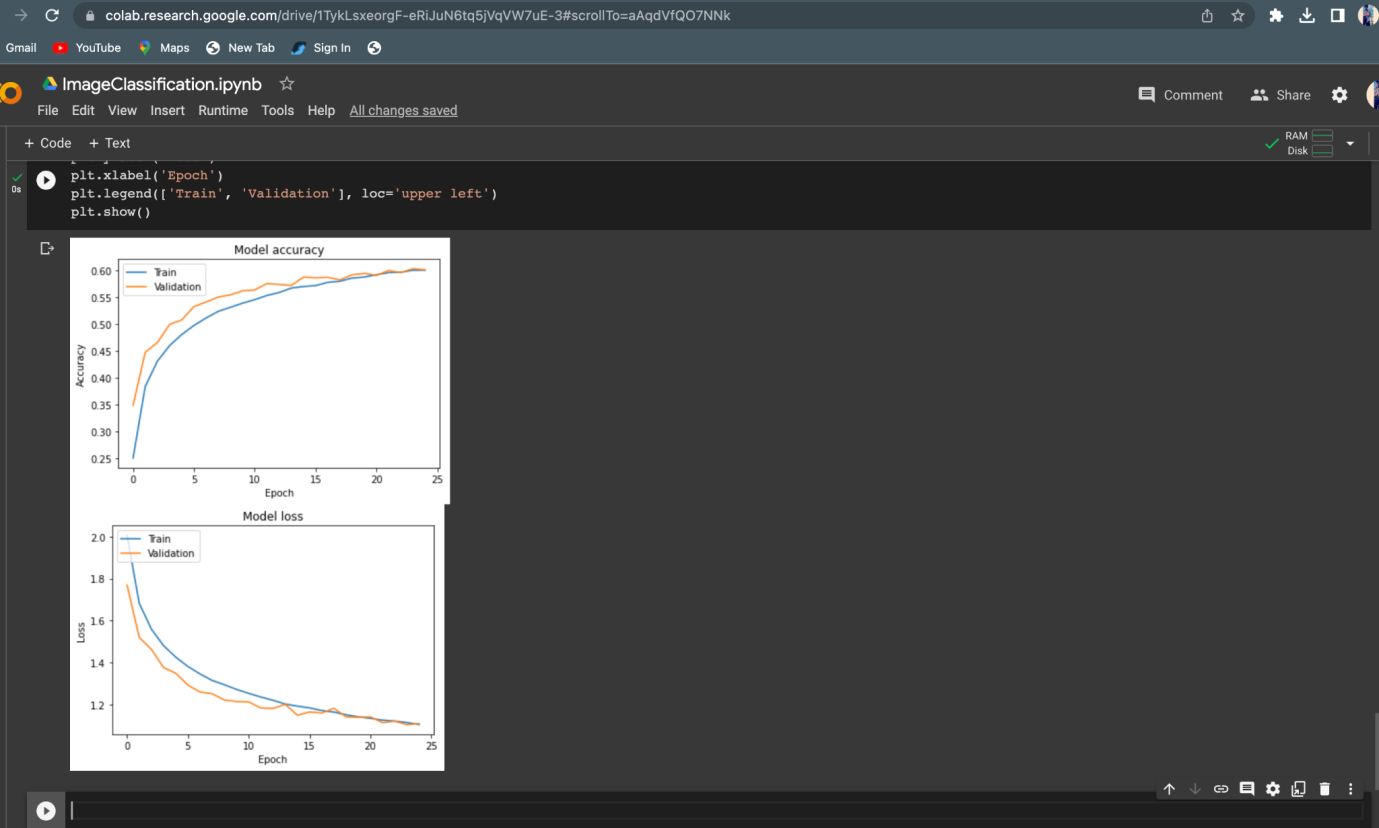 colab.research.google.com/drive/1TykLsxeorgF-eRiJuN6tq5jVqVW7uE-3#scrollTo=aAqdVfQO7NNk
Gmail YouTube Maps New Tab Sign In
ImageClassification.ipynb
Comment Share
File Edit View Insert Runtime Tools Help All changes saved
+ Code + Text
RAM
Disk
plt.xlabel('Epoch')
0s
plt.legend(['Train', 'Validation'], loc='upper left')
plt.show()
Model accuracy
Train
Validation
0.60
0.55
0.50
0.45
0.40
0.35
0.30
0.25
Accuracy
0 5 10 15 20 25
Epoch
Model loss
Train
Validation
2.0
1.8
1.6
1.4
1.2
Loss
0 5 10 15 20 25
Epoch